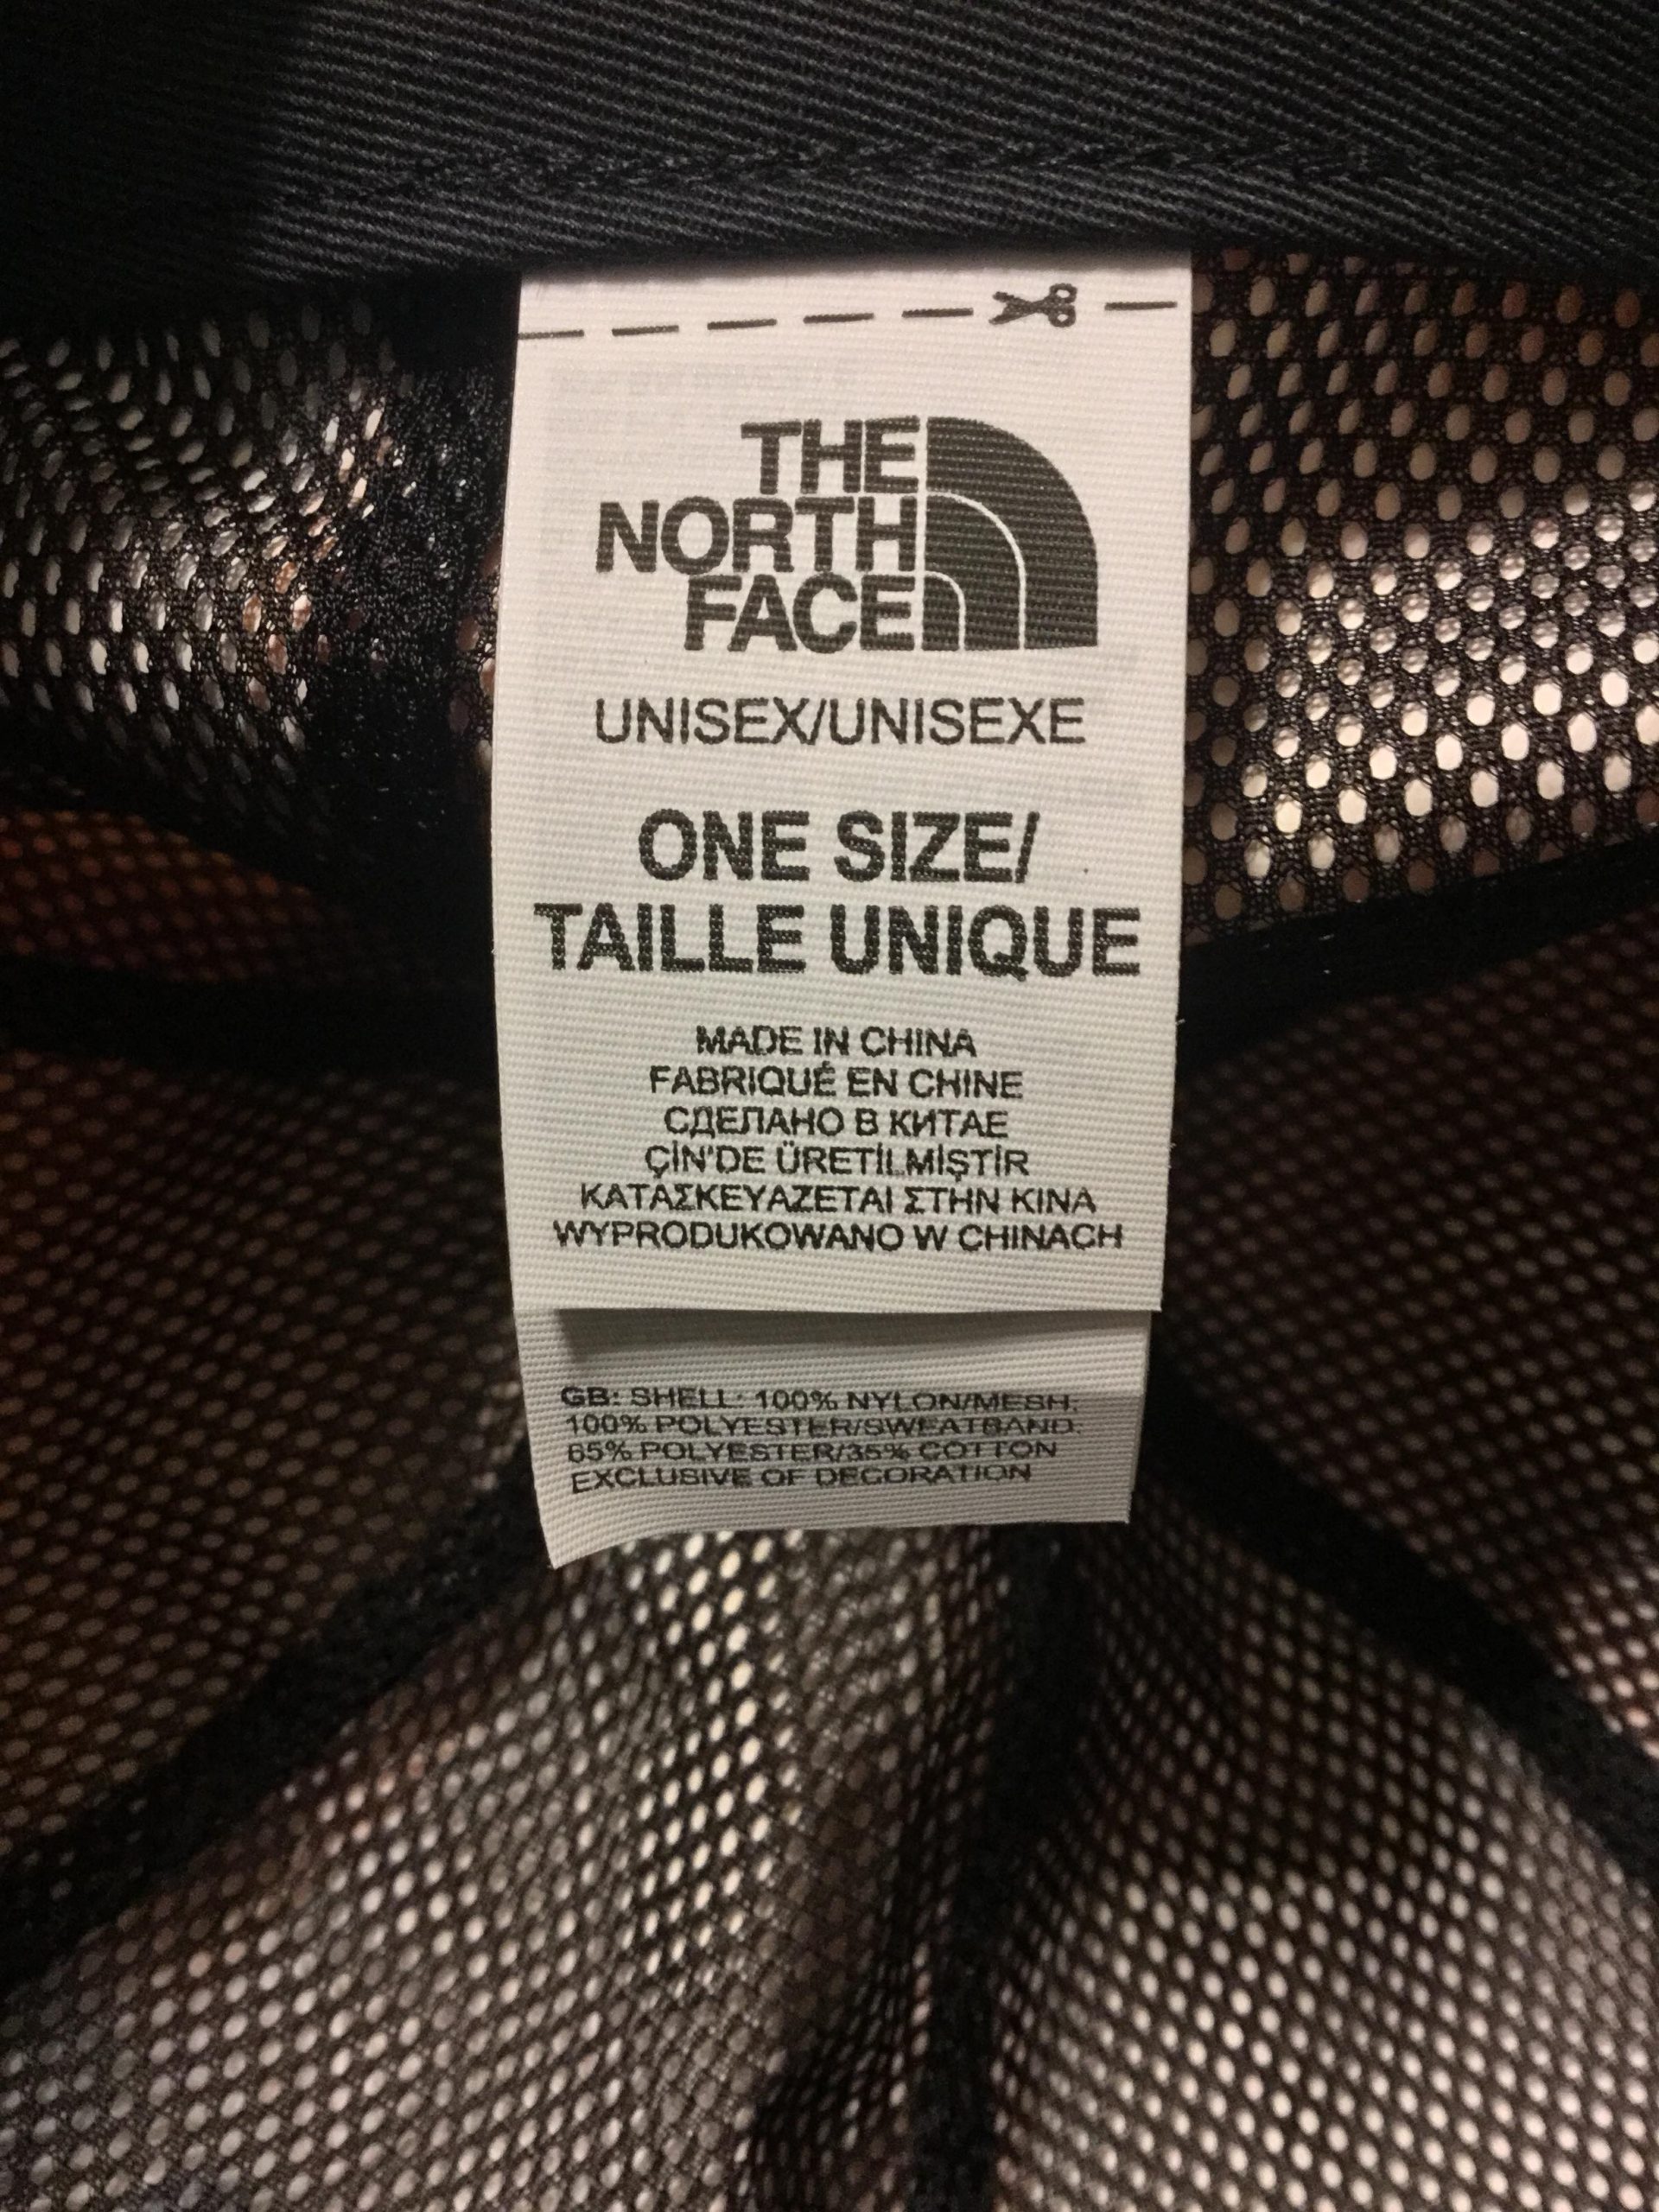 THE
NORTH
FACE
UNISEX/UNISEXE
ONE SIZE/
TAILLE UNIQUE
MADE IN CHINA
FABRIQUÉ EN CHINE
СДЕЛАНО В КИТАЕ
ÇİN'DE ÜRETİLMİŞTİR
ΚΑΤΑΣΚΕΥΑΖΕΤΑΙ ΣΤΗΝ ΚΙΝΑ
WYPRODUKOWANO W CHINACH
GB: SHELL: 100% NYLON/MESH:
100% POLYESTER/SWEATBAND:
65% POLYESTER/35% COTTON
EXCLUSIVE OF DECORATION